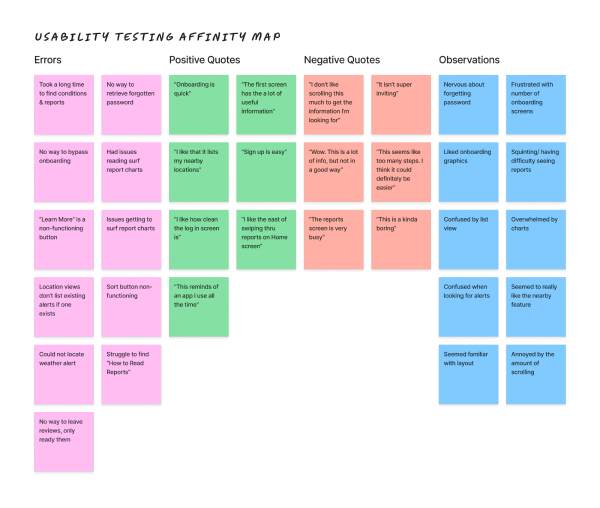 USABILITY TESTING AFFINITY MAP
Errors
Took a long time
to find conditions
& reports
No way to
retrieve forgotten
password
No way to bypass
onboarding
Had issues
reading surf
report charts
"Learn More" is a
non-functioning
button
Issues getting to
surf report charts
Location views
don't list existing
alerts if one
exists
Sort button non-
functioning
Could not locate
weather alert
Struggle to find
"How to Read
Reports"
No way to leave
reviews, only
ready them
Positive Quotes
"Onboarding is
quick"
"The first screen
has the a lot of
useful
information"
"I like that it lists
my nearby
locations"
"Sign up is easy"
"I like how clean
the log in screen
is"
"I like the east of
swiping thru
reports on Home
screen"
"This reminds of
an app I use all
the time"
Negative Quotes
"I don't like
scrolling this
much to get the
information I'm
looking for"
"It isn't super
inviting"
"Wow. This is a lot
of info, but not in
a good way"
"This seems like
too many steps. I
think it could
definitely be
easier"
"The reports
screen is very
busy"
"This is a kinda
boring"
Observations
Nervous about
forgetting
password
Frustrated with
number of
onboarding
screens
Liked onboarding
graphics
Squinting/ having
difficulty seeing
reports
Confused by list
view
Overwhelmed by
charts
Confused when
looking for alerts
Seemed to really
like the nearby
feature
Seemed familiar
with layout
Annoyed by the
amount of
scrolling